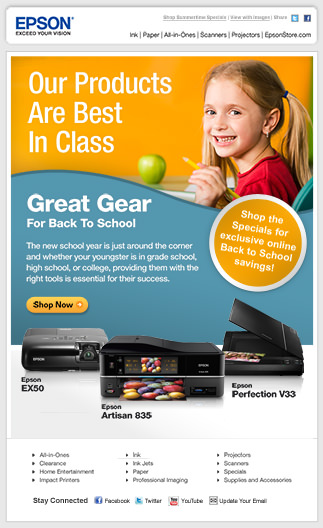 Shop Summertime Specials | View with Images | Share
EPSON®
EXCEED YOUR VISION
Ink | Paper | All-in-Ones | Scanners | Projectors | EpsonStore.com
Our Products
Are Best
In Class
Great Gear
For Back To School
The new school year is just around the corner
and whether your youngster is in grade school,
high school, or college, providing them with the
right tools is essential for their success.
Shop the
Specials for
exclusive online
Back to School
savings!
Shop Now
EPSON
EPSON
Epson
EX50
Epson
Artisan 835
Epson
Perfection V33
All-in-Ones
Clearance
Home Entertainment
Impact Printers
Ink
Ink Jets
Paper
Professional Imaging
Projectors
Scanners
Specials
Supplies and Accessories
Stay Connected Facebook Twitter YouTube Update Your Email